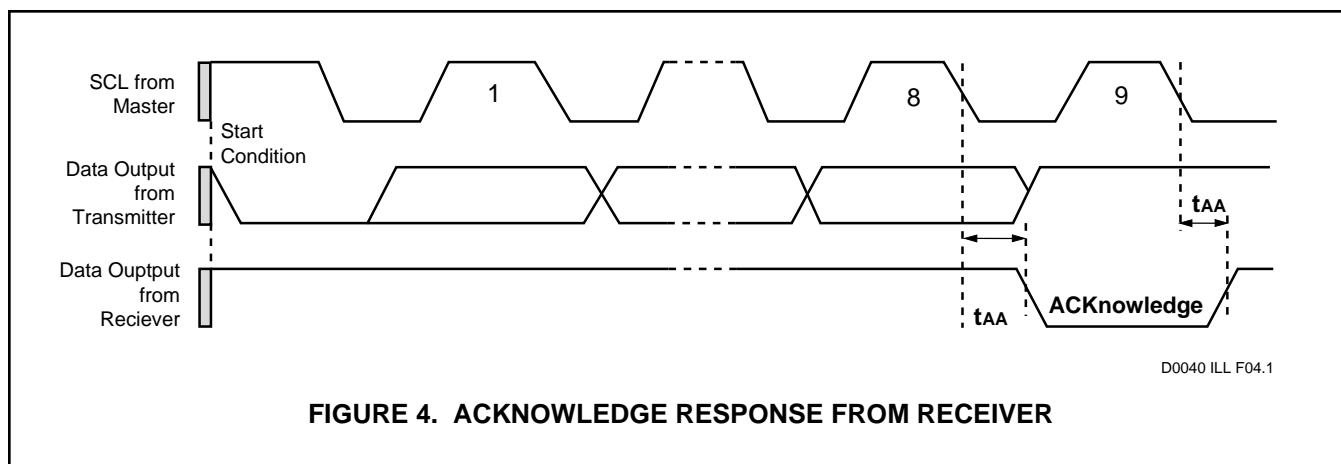 SCL from
Master
1
8
9
Start
Condition
Data Output
from
Transmitter
tAA
Data Ouptput
from
Reciever
tAA
ACKnowledge
D0040 ILL F04.1
FIGURE 4. ACKNOWLEDGE RESPONSE FROM RECEIVER